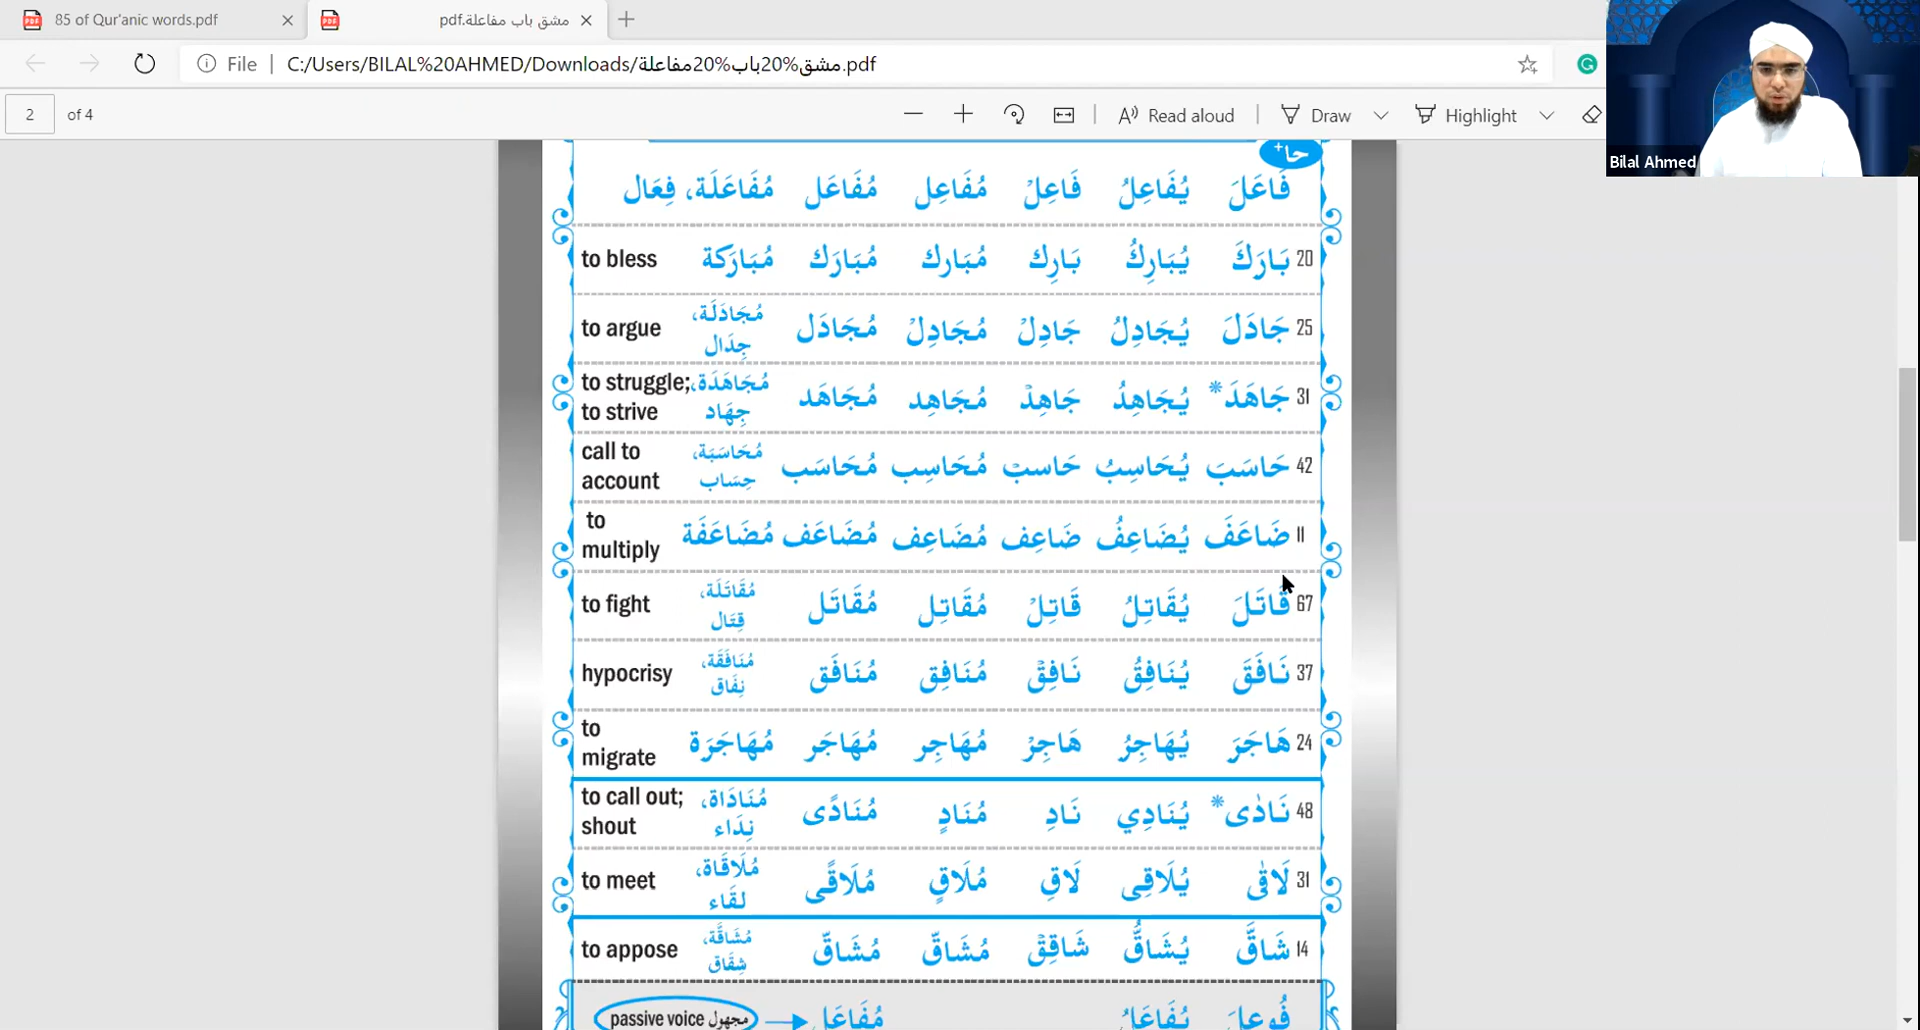 85 of Qur'anic words.pdf
مشق باب مفاعلة.pdf
File | C:/Users/BILAL%20AHMED/Downloads/مشق%20باب%20مفاعلة.pdf
2 of 4
Read aloud
Draw
Highlight
Bilal Ahmed
حا+
فَاعَلَ يُفَاعِلُ فَاعِلْ مُفَاعِل مُفَاعَل مُفَاعَلَة، فِعَال
20 بَارَكَ يُبَارِكُ بَارِك مُبَارِك مُبَارَك مُبَارَكة to bless
25 جَادَلَ يُجَادِلُ جَادِلْ مُجَادِلْ مُجَادَل مُجَادَلَة، جِدَال to argue
31 جَاهَدَ* يُجَاهِدُ جَاهِدْ مُجَاهِد مُجَاهَد مُجَاهَدَة، جِهَاد to struggle; to strive
42 حَاسَبَ يُحَاسِبُ حَاسبْ مُحَاسِب مُحَاسَب مُحَاسَبَة، حِسَاب call to account
11 ضَاعَفَ يُضَاعِفُ ضَاعِف مُضَاعِف مُضَاعَف مُضَاعَفَة to multiply
67 قَاتَلَ يُقَاتِلُ قَاتِلْ مُقَاتِل مُقَاتَل مُقَاتَلَة، قِتَال to fight
37 نَافَقَ يُنَافِقُ نَافِقْ مُنَافِق مُنَافَق مُنَافَقَة، نِفَاق hypocrisy
24 هَاجَرَ يُهَاجِرُ هَاجِرْ مُهَاجِر مُهَاجَر مُهَاجَرَة to migrate
48 نَادٰى* يُنَادِي نَادِ مُنَادٍ مُنَادًى مُنَادَاة، نِدَاء to call out; shout
31 لَاقٰى يُلَاقِى لَاقِ مُلَاقٍ مُلَاقًى مُلَاقَاة، لقَاء to meet
14 شَاقَّ يُشَاقُّ شَاقِقْ مُشَاقّ مُشَاقّ مُشَاقَّة، شِقَاق to appose
فُوعِلَ يُفَاعَلُ مُفَاعَل passive voice مجهول